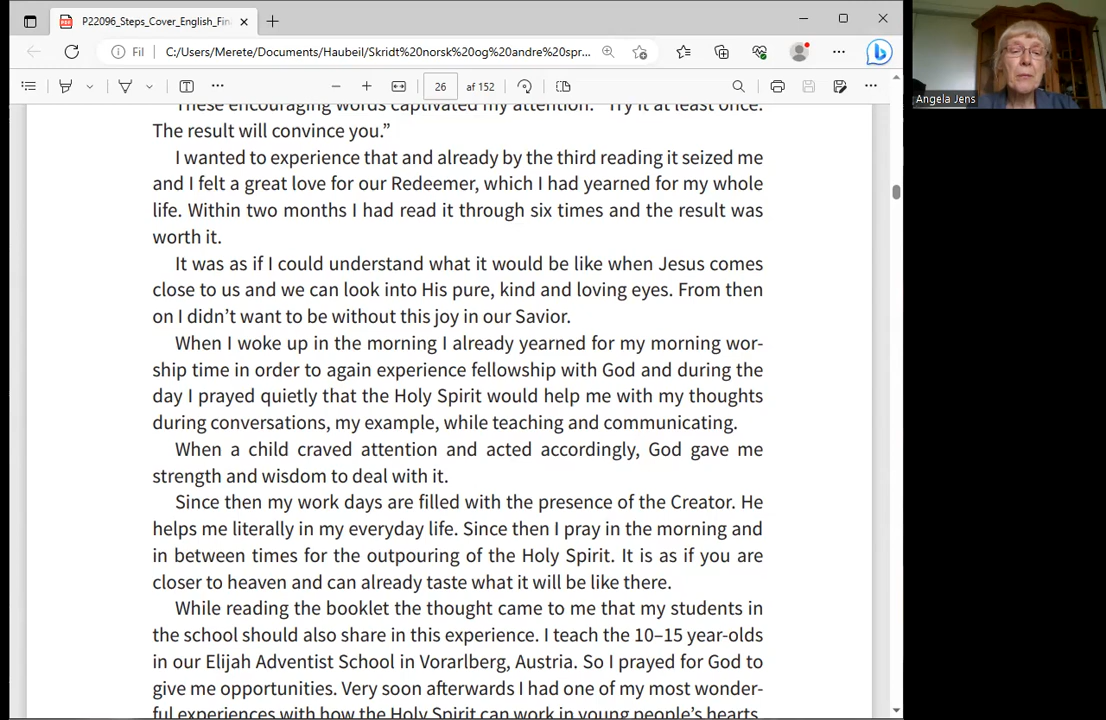 P22096_Steps_Cover_English_Fin
Fil
C:/Users/Merete/Documents/Haubeil/Skridt%20norsk%20og%20andre%20spr...
26 af 152
These encouraging words captivated my attention: “Try it at least once.
The result will convince you.”
I wanted to experience that and already by the third reading it seized me
and I felt a great love for our Redeemer, which I had yearned for my whole
life. Within two months I had read it through six times and the result was
worth it.
It was as if I could understand what it would be like when Jesus comes
close to us and we can look into His pure, kind and loving eyes. From then
on I didn’t want to be without this joy in our Savior.
When I woke up in the morning I already yearned for my morning wor-
ship time in order to again experience fellowship with God and during the
day I prayed quietly that the Holy Spirit would help me with my thoughts
during conversations, my example, while teaching and communicating.
When a child craved attention and acted accordingly, God gave me
strength and wisdom to deal with it.
Since then my work days are filled with the presence of the Creator. He
helps me literally in my everyday life. Since then I pray in the morning and
in between times for the outpouring of the Holy Spirit. It is as if you are
closer to heaven and can already taste what it will be like there.
While reading the booklet the thought came to me that my students in
the school should also share in this experience. I teach the 10–15 year-olds
in our Elijah Adventist School in Vorarlberg, Austria. So I prayed for God to
give me opportunities. Very soon afterwards I had one of my most wonder-
ful experiences with how the Holy Spirit can work in young people’s hearts.
Angela Jens